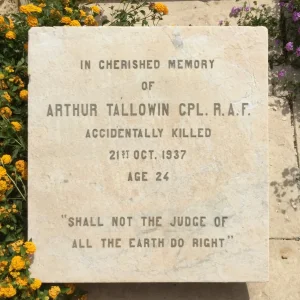 IN CHERISHED MEMORY
OF
ARTHUR TALLOWIN CPL. R.A.F.
ACCIDENTALLY KILLED
21ST OCT. 1937
AGE 24
"SHALL NOT THE JUDGE OF
ALL THE EARTH DO RIGHT"